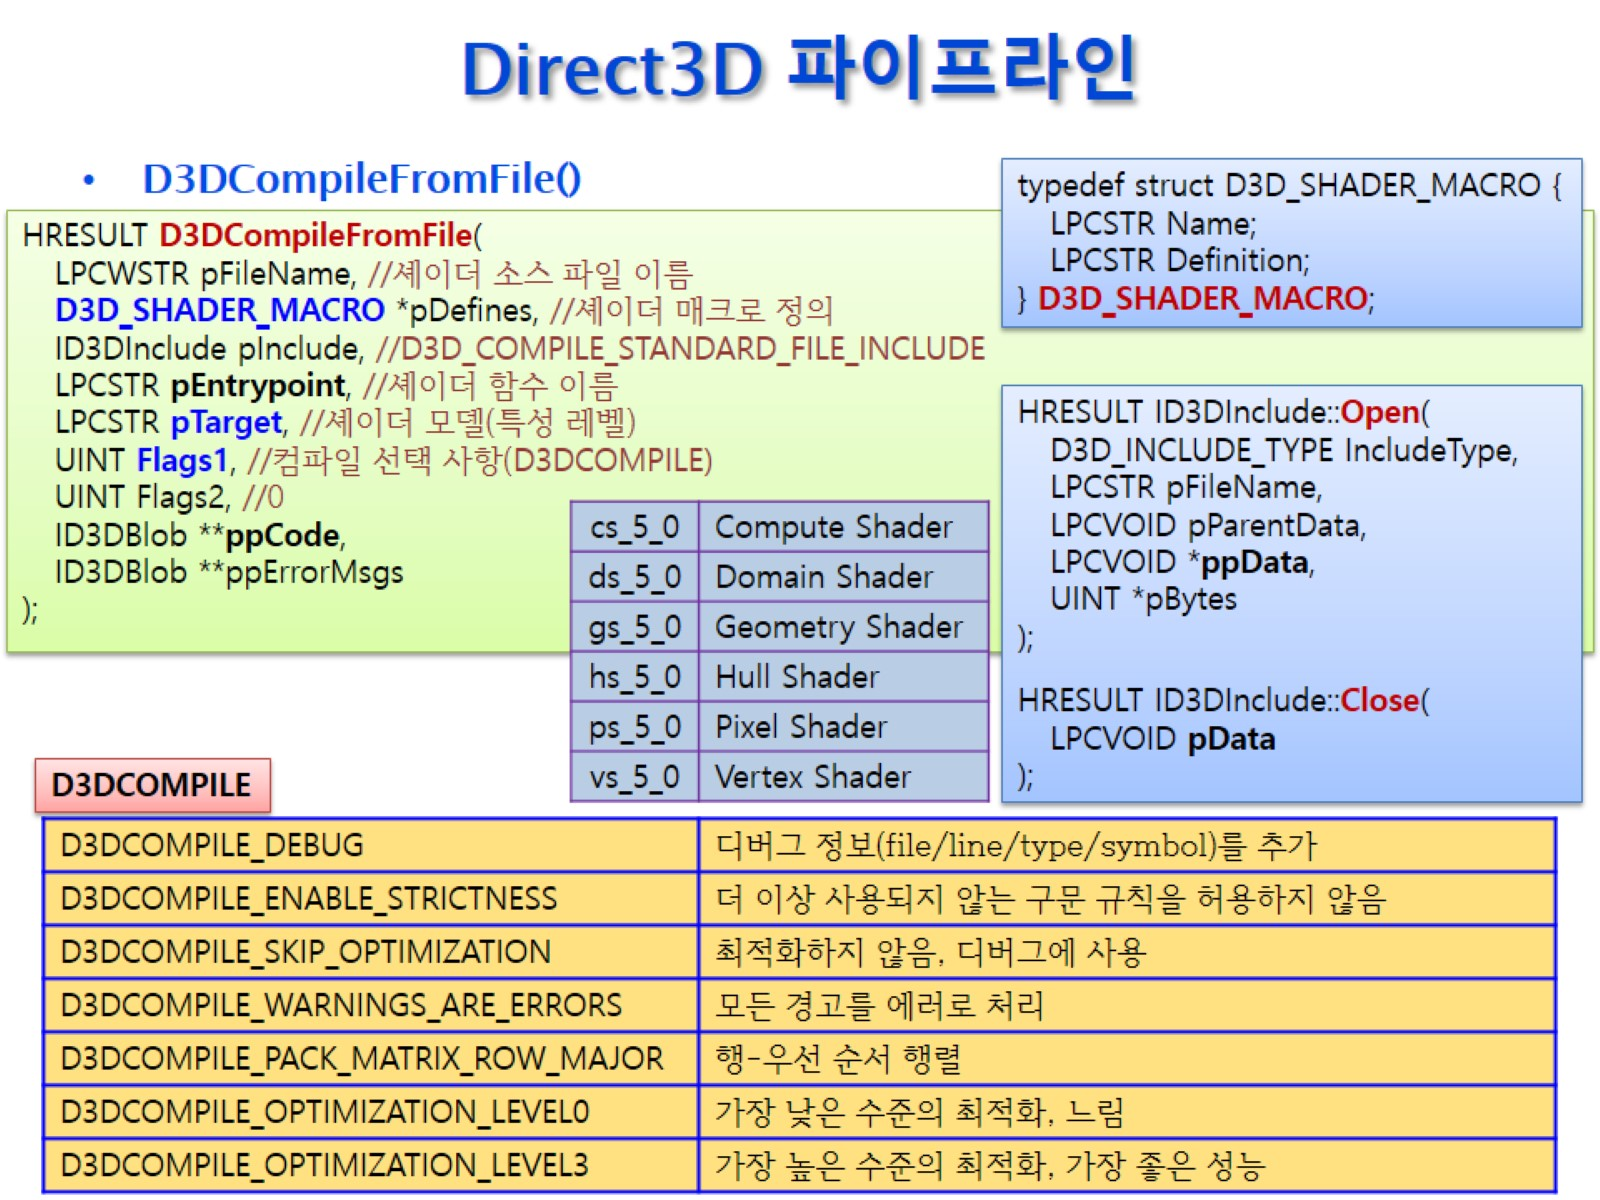 Direct3D 파이프라인
• D3DCompileFromFile()
HRESULT D3DCompileFromFile(
LPCWSTR pFileName, //셰이더 소스 파일 이름
D3D_SHADER_MACRO *pDefines, //셰이더 매크로 정의
ID3DInclude pInclude, //D3D_COMPILE_STANDARD_FILE_INCLUDE
LPCSTR pEntrypoint, //셰이더 함수 이름
LPCSTR pTarget, //셰이더 모델(특성 레벨)
UINT Flags1, //컴파일 선택 사항(D3DCOMPILE)
UINT Flags2, //0
ID3DBlob **ppCode,
ID3DBlob **ppErrorMsgs
);
typedef struct D3D_SHADER_MACRO {
LPCSTR Name;
LPCSTR Definition;
} D3D_SHADER_MACRO;
HRESULT ID3DInclude::Open(
D3D_INCLUDE_TYPE IncludeType,
LPCSTR pFileName,
LPCVOID pParentData,
LPCVOID *ppData,
UINT *pBytes
);
HRESULT ID3DInclude::Close(
LPCVOID pData
);
cs_5_0 Compute Shader
ds_5_0 Domain Shader
gs_5_0 Geometry Shader
hs_5_0 Hull Shader
ps_5_0 Pixel Shader
vs_5_0 Vertex Shader
D3DCOMPILE
D3DCOMPILE_DEBUG 디버그 정보(file/line/type/symbol)를 추가
D3DCOMPILE_ENABLE_STRICTNESS 더 이상 사용되지 않는 구문 규칙을 허용하지 않음
D3DCOMPILE_SKIP_OPTIMIZATION 최적화하지 않음, 디버그에 사용
D3DCOMPILE_WARNINGS_ARE_ERRORS 모든 경고를 에러로 처리
D3DCOMPILE_PACK_MATRIX_ROW_MAJOR 행-우선 순서 행렬
D3DCOMPILE_OPTIMIZATION_LEVEL0 가장 낮은 수준의 최적화, 느림
D3DCOMPILE_OPTIMIZATION_LEVEL3 가장 높은 수준의 최적화, 가장 좋은 성능